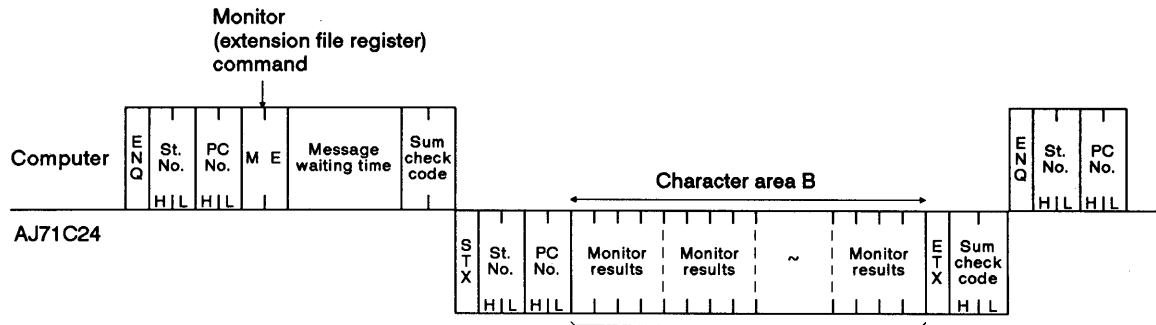 Monitor
(extension file register)
command
Computer
E
N
Q
St.
No.
H L
PC
No.
H L
M E
Message
waiting time
Sum
check
code
E
N
Q
St.
No.
H L
PC
No.
H L
Character area B
AJ71C24
S
T
X
St.
No.
H L
PC
No.
H L
Monitor
results
Monitor
results
~
Monitor
results
E
T
X
Sum
check
code
H L